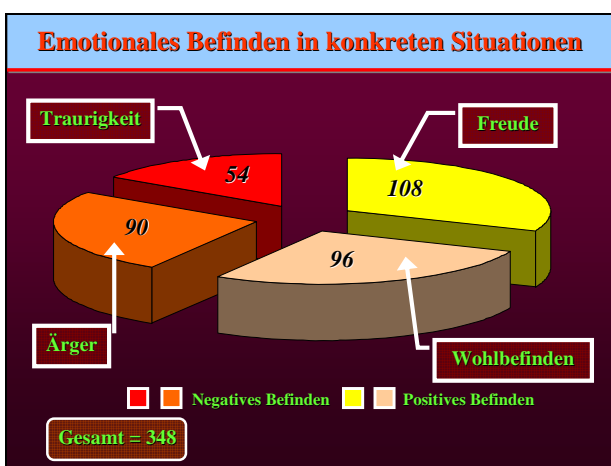 Emotionales Befinden in konkreten Situationen
Traurigkeit
Freude
54
108
90
96
Ärger
Wohlbefinden
Negatives Befinden
Positives Befinden
Gesamt = 348